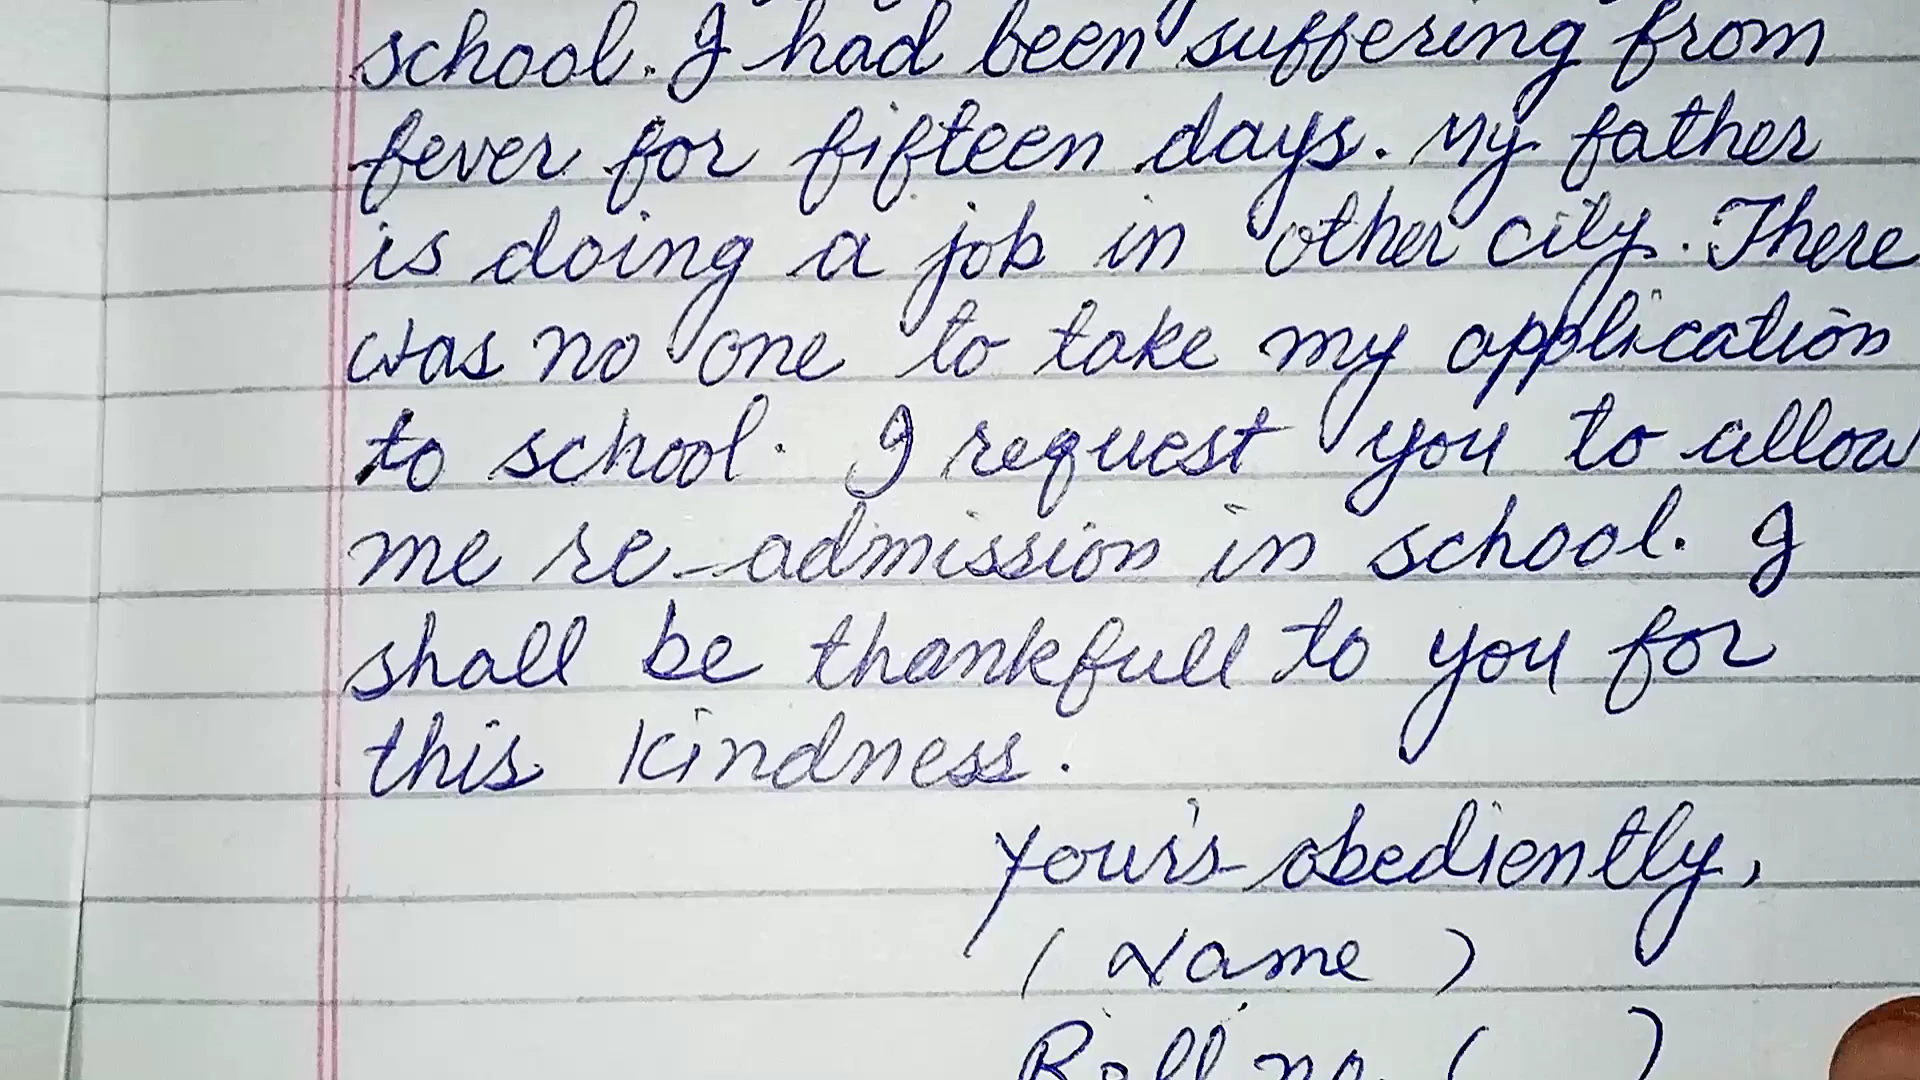 school. I had been suffering from
fever for fifteen days. My father
is doing a job in other city. There
was no one to take my application
to school. I request you to allow
me re-admission in school. I
shall be thankfull to you for
this kindness.
Your's obediently,
( Name )
Roll no. ( )